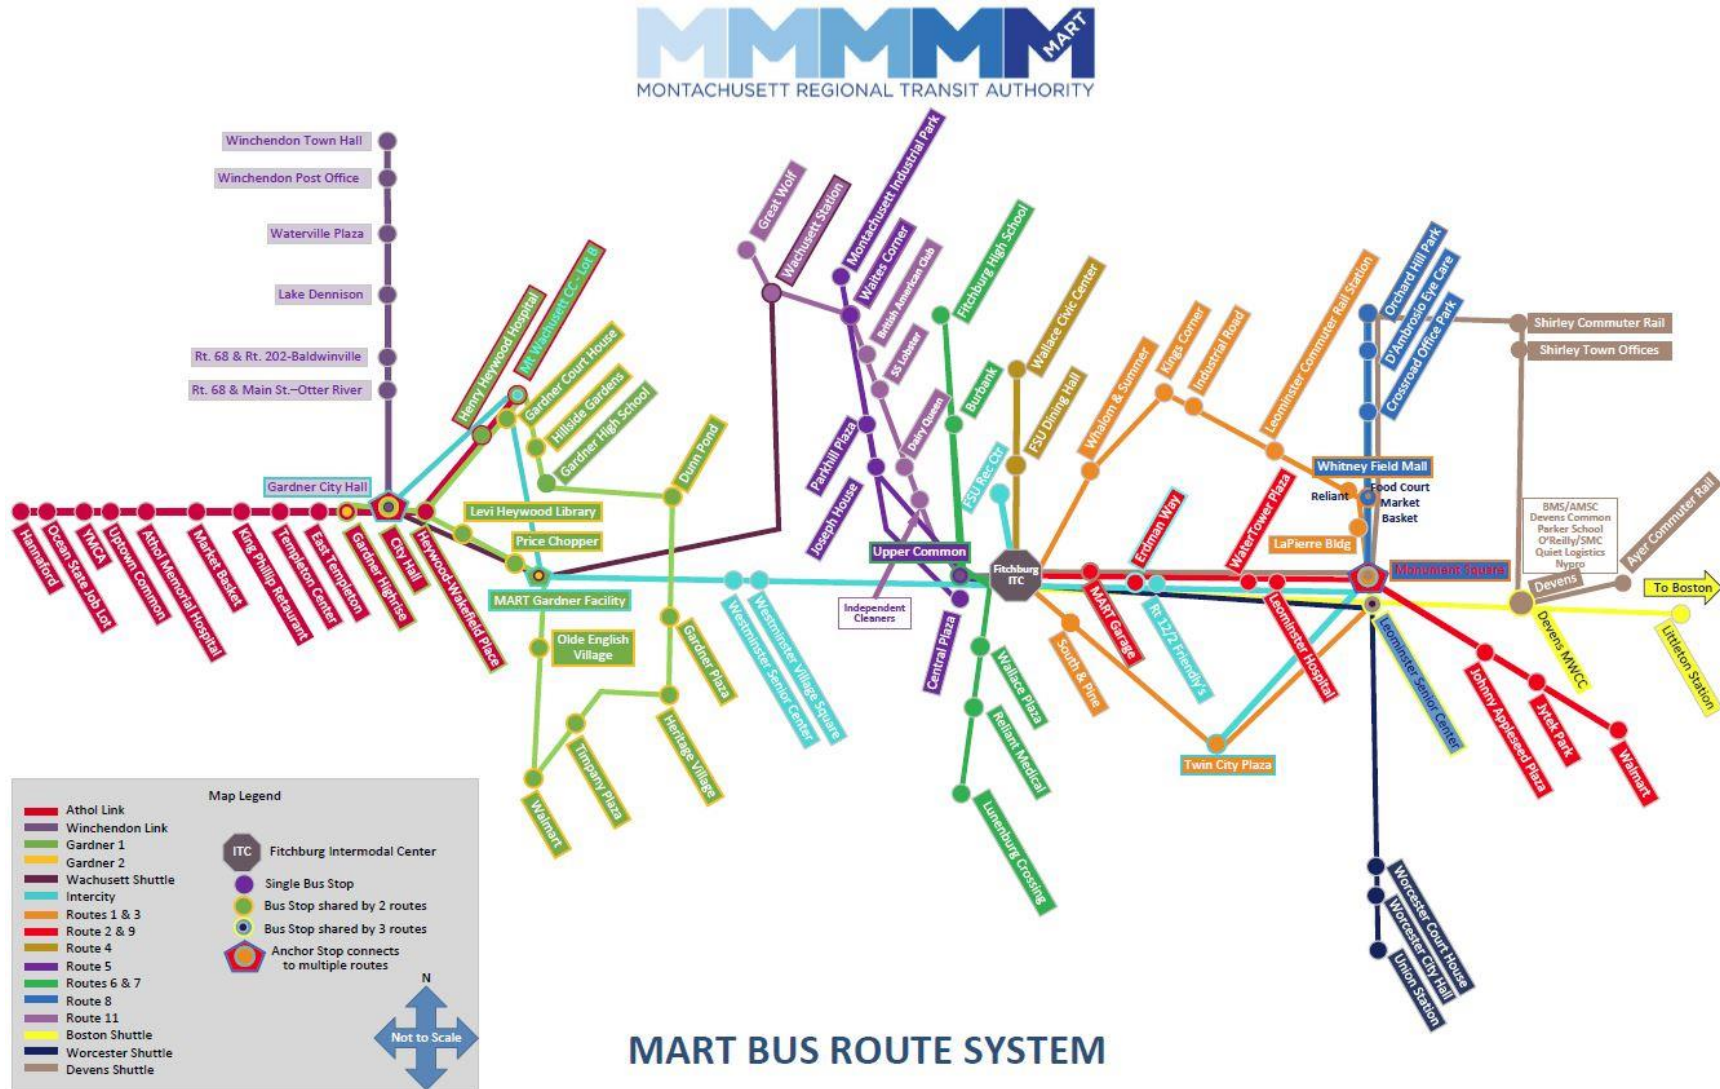 MART
MONTACHUSETT REGIONAL TRANSIT AUTHORITY
Winchendon Town Hall
Winchendon Post Office
Waterville Plaza
Lake Dennison
Rt. 68 & Rt. 202-Baldwinville
Rt. 68 & Main St.–Otter River
Gardner City Hall
Hannaford
Ocean State Job Lot
YMCA
Uptown Common
Athol Memorial Hospital
Market Basket
King Phillip Retaurant
Templeton Center
East Templeton
Gardner Highrise
City Hall
Heywood-Wakefield Place
Henry Heywood Hospital
Mt Wachusett CC - Lot B
Gardner Court House
Hillside Gardens
Gardner High School
Levi Heywood Library
Price Chopper
MART Gardner Facility
Olde English
Village
Walmart
Timpany Plaza
Heritage Village
Gardner Plaza
Dunn Pond
Great Wolf
Wachusett Station
Montachusett Industrial Park
Waites Corner
British American Club
SS Lobster
Dairy Queen
Parkhill Plaza
Joseph House
Upper Common
Independent
Cleaners
Central Plaza
Westminster Senior Center
Westminster Village Square
Fitchburg High School
Burbank
Wallace Plaza
Reliant Medical
Lunenburg Crossing
FSU Rec Ctr
Wallace Civic Center
FSU Dining Hall
Fitchburg
ITC
Whalom & Summer
Kings Corner
Industrial Road
Leominster Commuter Rail Station
South & Pine
Twin City Plaza
MART Garage
Erdman Way
Rt 12/2 Friendly's
WaterTower Plaza
Leominster Hospital
Orchard Hill Park
D'Ambrosio Eye Care
Crossroad Office Park
Whitney Field Mall
Reliant
Food Court
Market
Basket
LaPierre Bldg
Monument Square
Leominster Senior Center
Johnny Appleseed Plaza
Jytek Park
Walmart
Shirley Commuter Rail
Shirley Town Offices
BMS/AMSC
Devens Common
Parker School
O'Reilly/SMC
Quiet Logistics
Nypro
Devens
Ayer Commuter Rail
Devens MWCC
To Boston
Littleton Station
Worcester Court House
Worcester City Hall
Union Station
Map Legend
Athol Link
Winchendon Link
Gardner 1
Gardner 2
Wachusett Shuttle
Intercity
Routes 1 & 3
Route 2 & 9
Route 4
Route 5
Routes 6 & 7
Route 8
Route 11
Boston Shuttle
Worcester Shuttle
Devens Shuttle
ITC
Fitchburg Intermodal Center
Single Bus Stop
Bus Stop shared by 2 routes
Bus Stop shared by 3 routes
Anchor Stop connects
to multiple routes
N
Not to Scale
MART BUS ROUTE SYSTEM